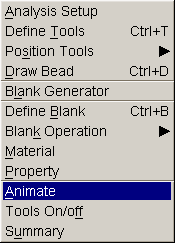 Analysis Setup
Define Tools Ctrl+T
Position Tools
Draw Bead Ctrl+D
Blank Generator
Define Blank Ctrl+B
Blank Operation
Material
Property
Animate
Tools On/off
Summary